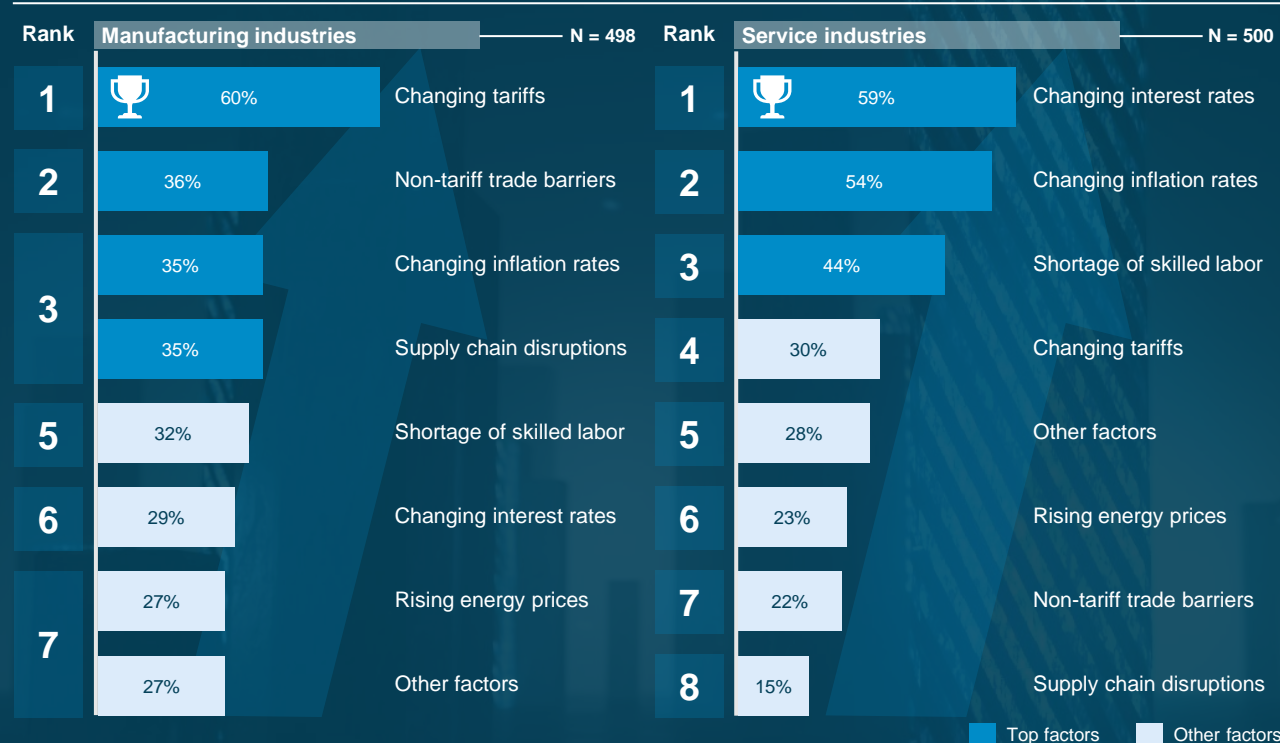 Rank Manufacturing industries N = 498
1 60% Changing tariffs
2 36% Non-tariff trade barriers
3
35% Changing inflation rates
35% Supply chain disruptions
5 32% Shortage of skilled labor
6 29% Changing interest rates
7
27% Rising energy prices
27% Other factors
Rank Service industries N = 500
1 59% Changing interest rates
2 54% Changing inflation rates
3 44% Shortage of skilled labor
4 30% Changing tariffs
5 28% Other factors
6 23% Rising energy prices
7 22% Non-tariff trade barriers
8 15% Supply chain disruptions
Top factors Other factors